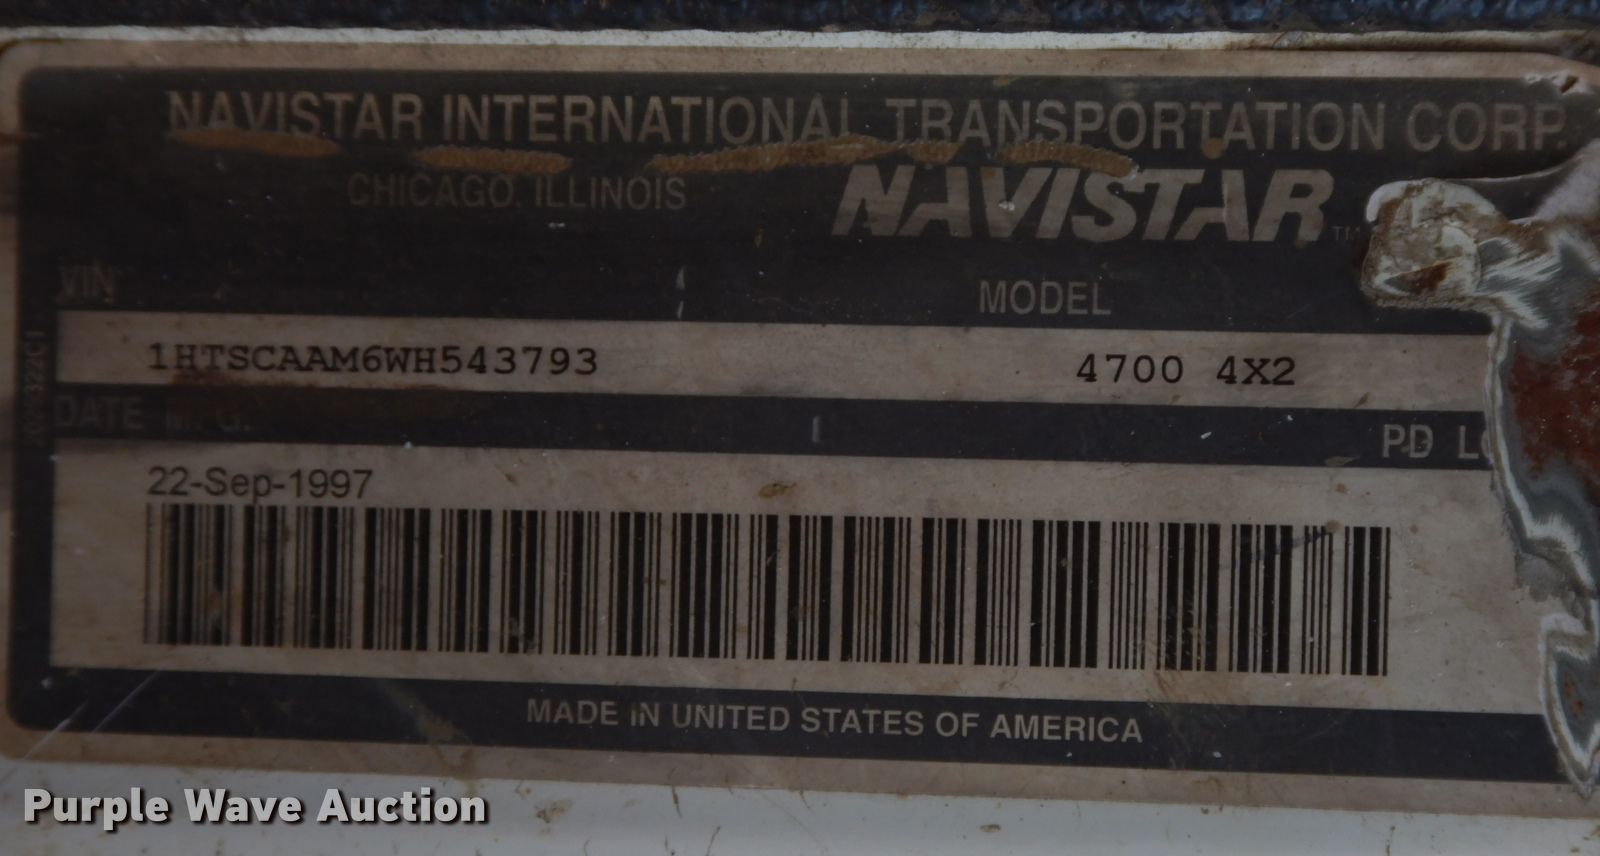 NAVISTAR INTERNATIONAL TRANSPORTATION CORP.
CHICAGO, ILLINOIS
NAVISTAR™
VIN MODEL
1HTSCAAM6WH543793 4700 4X2
DATE MFG. PD
22-Sep-1997
MADE IN UNITED STATES OF AMERICA
Purple Wave Auction